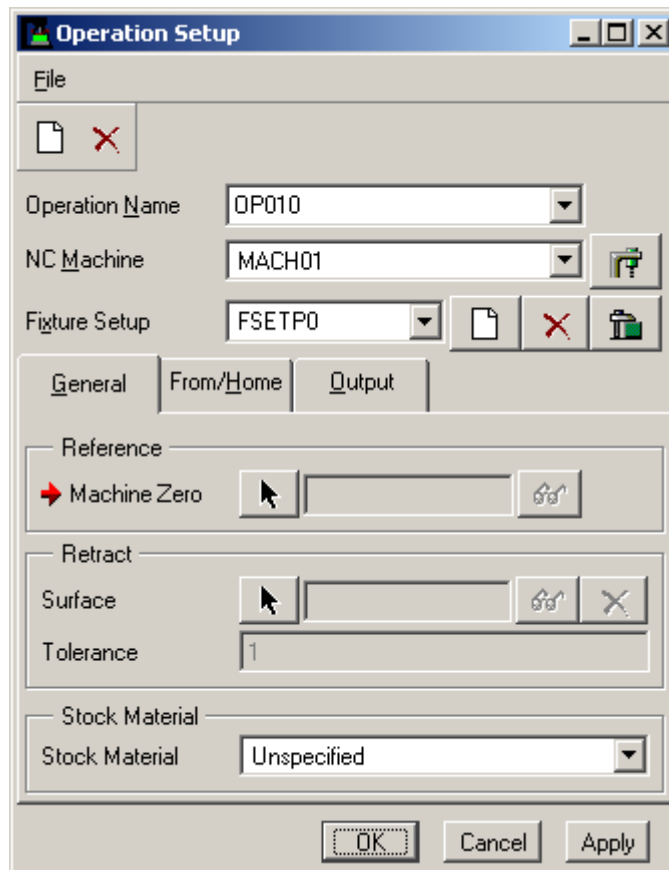 Operation Setup
File
Operation Name OP010
NC Machine MACH01
Fixture Setup FSETP0
General From/Home Output
Reference
Machine Zero
Retract
Surface
Tolerance 1
Stock Material
Stock Material Unspecified
OK Cancel Apply